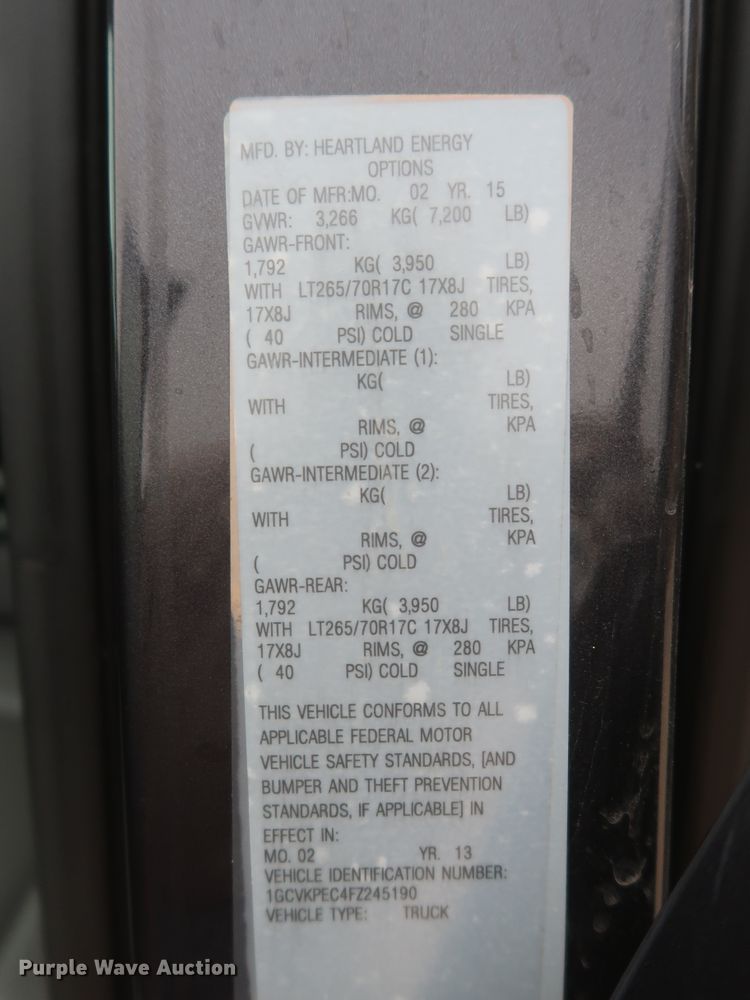 MFD. BY: HEARTLAND ENERGY
OPTIONS
DATE OF MFR:MO. 02 YR. 15
GVWR: 3,266 KG( 7,200 LB)
GAWR-FRONT:
1,792 KG( 3,950 LB)
WITH LT265/70R17C 17X8J TIRES,
17X8J RIMS, @ 280 KPA
( 40 PSI) COLD SINGLE
GAWR-INTERMEDIATE (1):
KG( LB)
WITH TIRES,
RIMS, @ KPA
( PSI) COLD
GAWR-INTERMEDIATE (2):
KG( LB)
WITH TIRES,
RIMS, @ KPA
( PSI) COLD
GAWR-REAR:
1,792 KG( 3,950 LB)
WITH LT265/70R17C 17X8J TIRES,
17X8J RIMS, @ 280 KPA
( 40 PSI) COLD SINGLE
THIS VEHICLE CONFORMS TO ALL
APPLICABLE FEDERAL MOTOR
VEHICLE SAFETY STANDARDS, [AND
BUMPER AND THEFT PREVENTION
STANDARDS, IF APPLICABLE] IN
EFFECT IN:
MO. 02 YR. 13
VEHICLE IDENTIFICATION NUMBER:
1GCVKPEC4FZ245190
VEHICLE TYPE: TRUCK
Purple Wave Auction